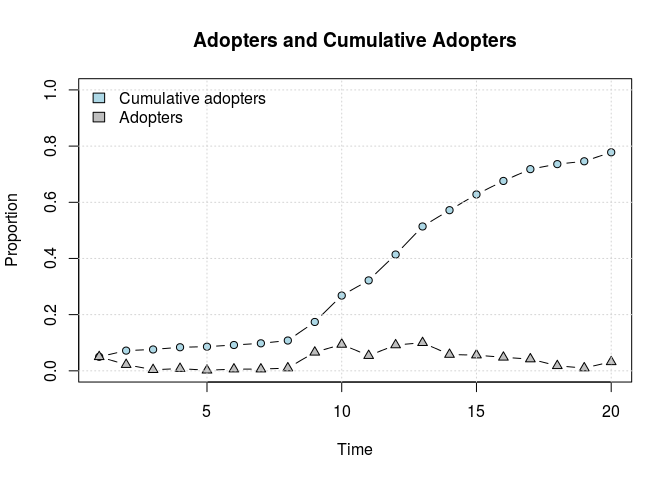 Adopters and Cumulative Adopters
Cumulative adopters
Adopters
1.0
0.8
0.6
0.4
0.2
0.0
Proportion
5 10 15 20
Time